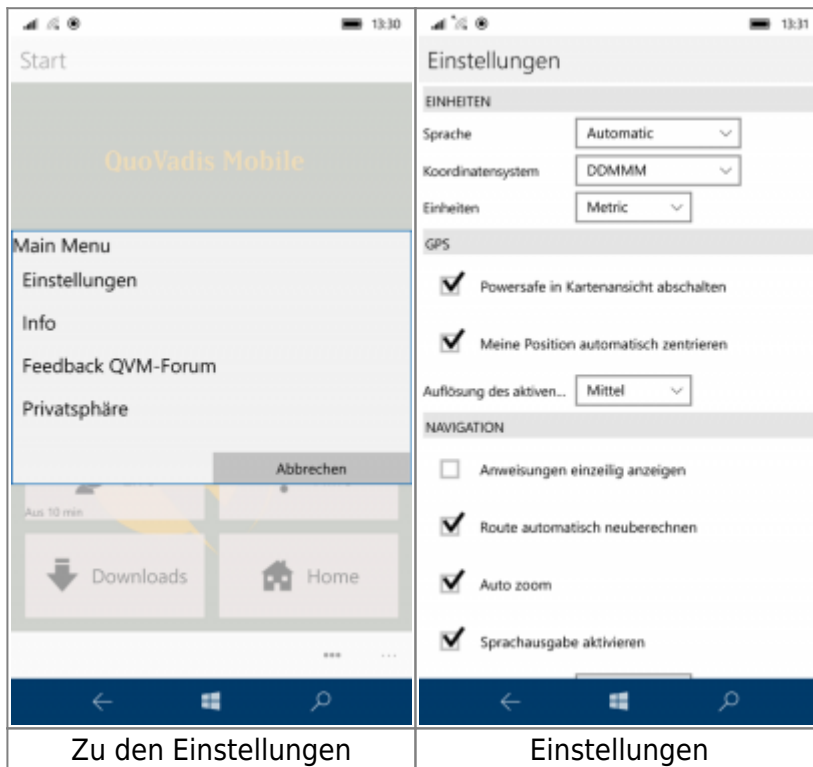 13:30
Start
QuoVadis Mobile
Main Menu
Einstellungen
Info
Feedback QVM-Forum
Privatsphäre
Abbrechen
Aus 10 min
Downloads
Home
Zu den Einstellungen
13:31
Einstellungen
EINHEITEN
Sprache Automatic
Koordinatensystem DDMMM
Einheiten Metric
GPS
Powersafe in Kartenansicht abschalten
Meine Position automatisch zentrieren
Auflösung des aktiven... Mittel
NAVIGATION
Anweisungen einzeilig anzeigen
Route automatisch neuberechnen
Auto zoom
Sprachausgabe aktivieren
Einstellungen